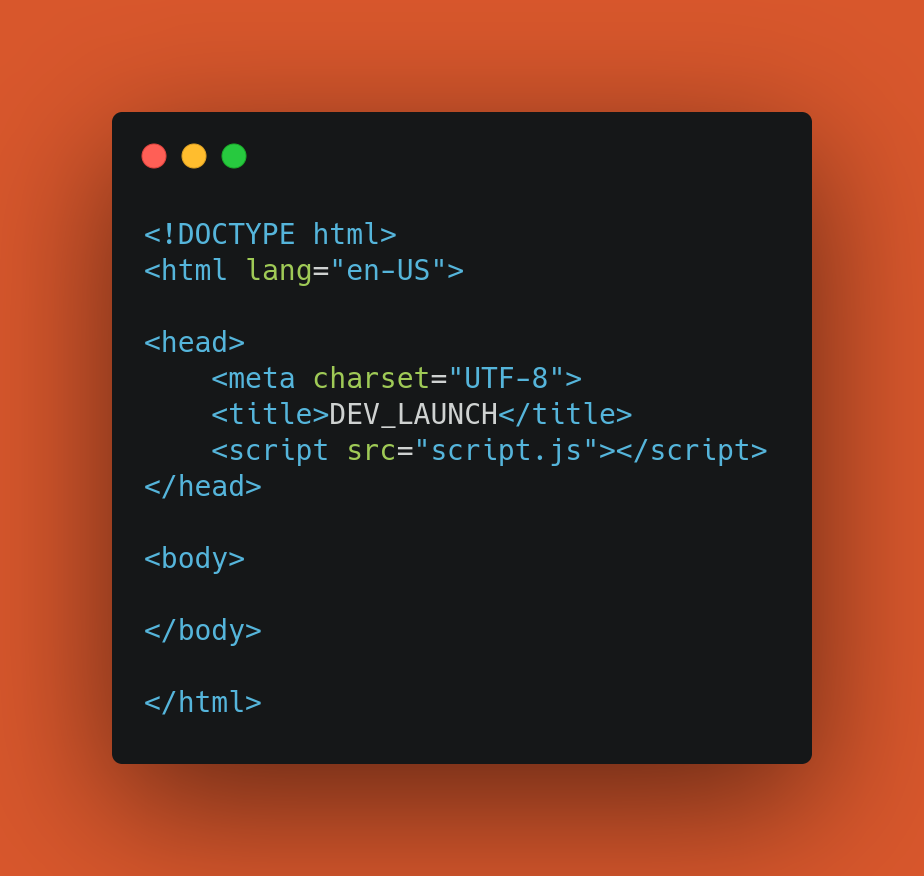 <!DOCTYPE html>
<html lang="en-US">
<head>
    <meta charset="UTF-8">
    <title>DEV_LAUNCH</title>
    <script src="script.js"></script>
</head>
<body>
</body>
</html>